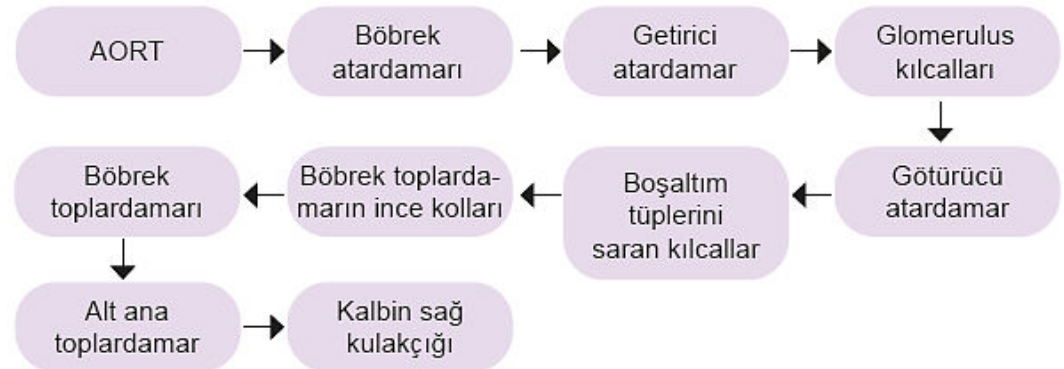 AORT
Böbrek
atardamarı
Getirici
atardamar
Glomerulus
kılcalları
Götürücü
atardamar
Boşaltım
tüplerini
saran kılcallar
Böbrek toplarda-
marın ince kolları
Böbrek
toplardamarı
Alt ana
toplardamar
Kalbin sağ
kulakçığı